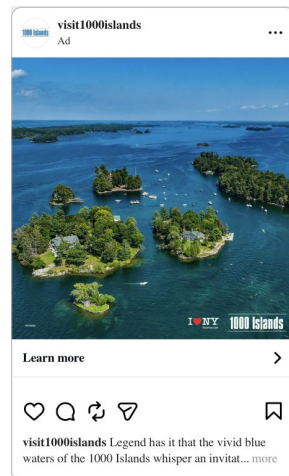 1000 Islands
visit1000islands
Ad
I NY
1000 Islands
Learn more
visit1000islands Legend has it that the vivid blue
waters of the 1000 Islands whisper an invitat... more